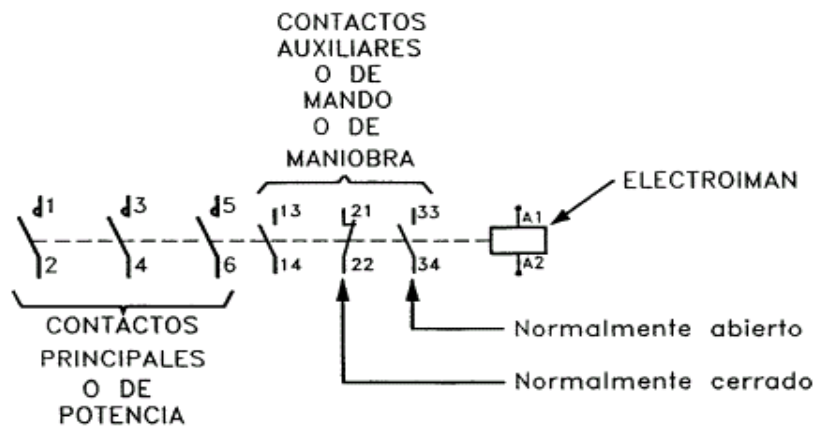 CONTACTOS
AUXILIARES
O DE
MANDO
O DE
MANIOBRA
ELECTROIMAN
1 3 5 13 21 33 A1
2 4 6 14 22 34 A2
CONTACTOS
PRINCIPALES
O DE
POTENCIA
Normalmente abierto
Normalmente cerrado